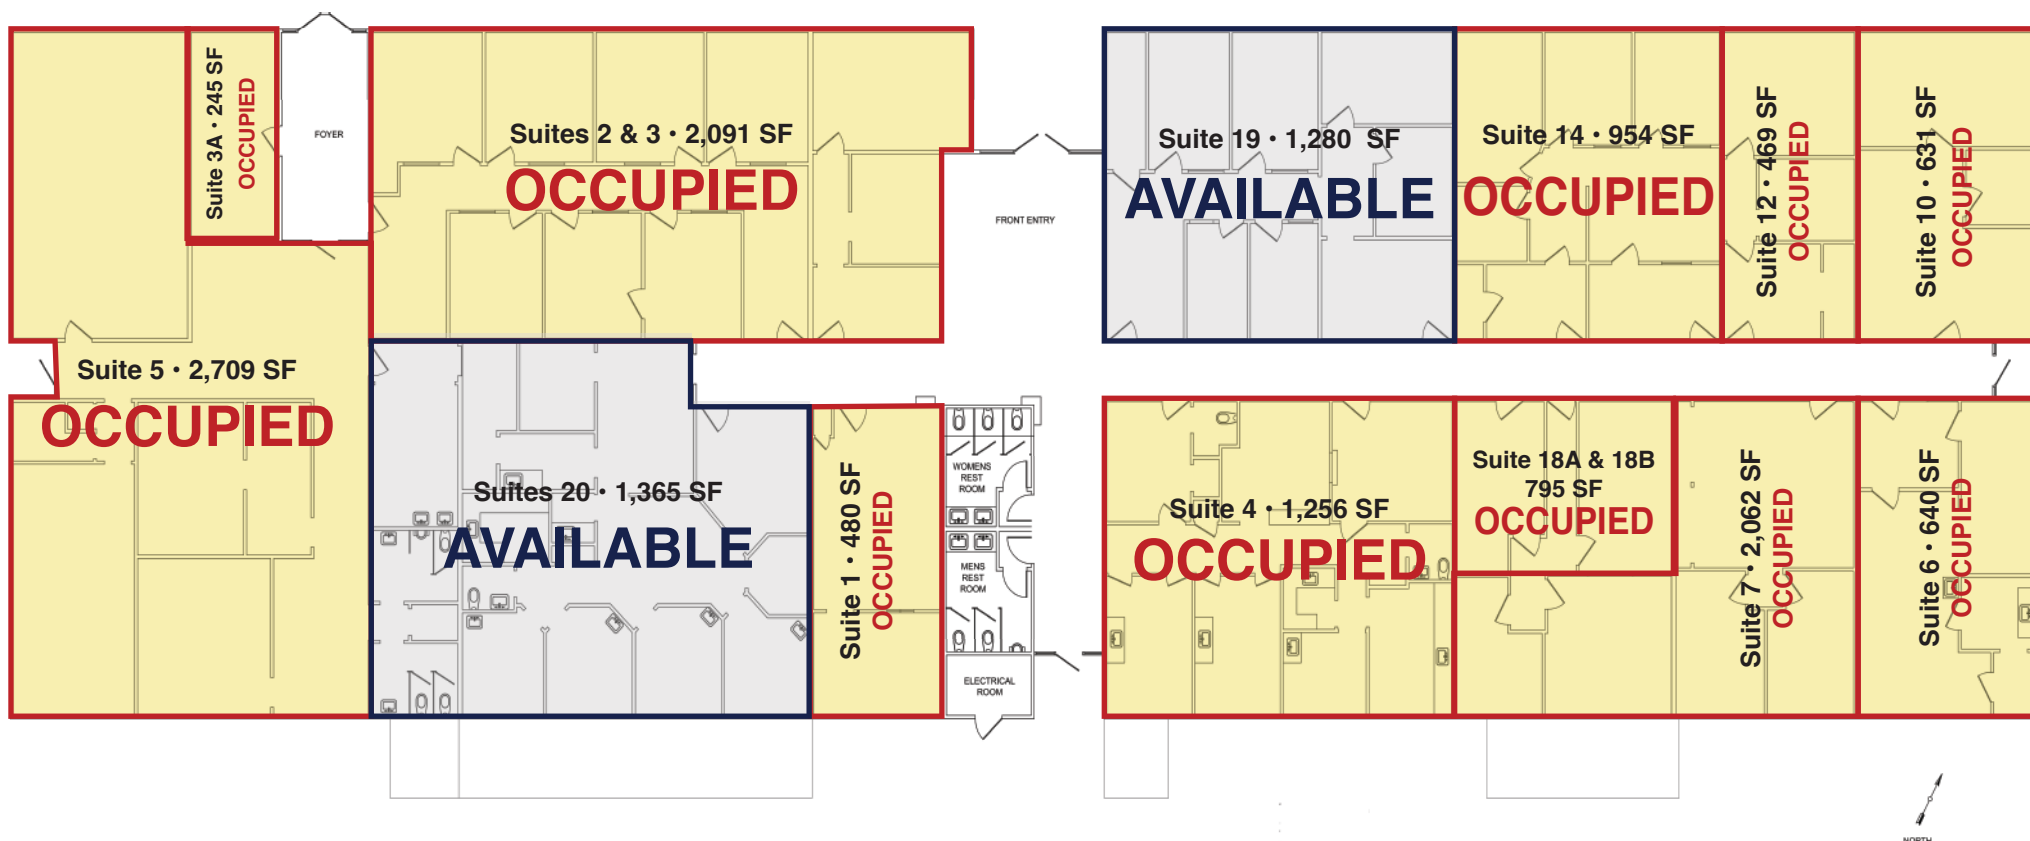 Suite 3A • 245 SF
OCCUPIED
FOYER
Suites 2 & 3 • 2,091 SF
OCCUPIED
FRONT ENTRY
Suite 19 • 1,280 SF
AVAILABLE
Suite 14 • 954 SF
OCCUPIED
Suite 12 • 469 SF
OCCUPIED
Suite 10 • 631 SF
OCCUPIED
Suite 5 • 2,709 SF
OCCUPIED
Suites 20 • 1,365 SF
AVAILABLE
Suite 1 • 480 SF
OCCUPIED
WOMENS
REST
ROOM
MENS
REST
ROOM
ELECTRICAL
ROOM
Suite 4 • 1,256 SF
OCCUPIED
Suite 18A & 18B
795 SF
OCCUPIED
Suite 7 • 2,062 SF
OCCUPIED
Suite 6 • 640 SF
OCCUPIED
NORTH